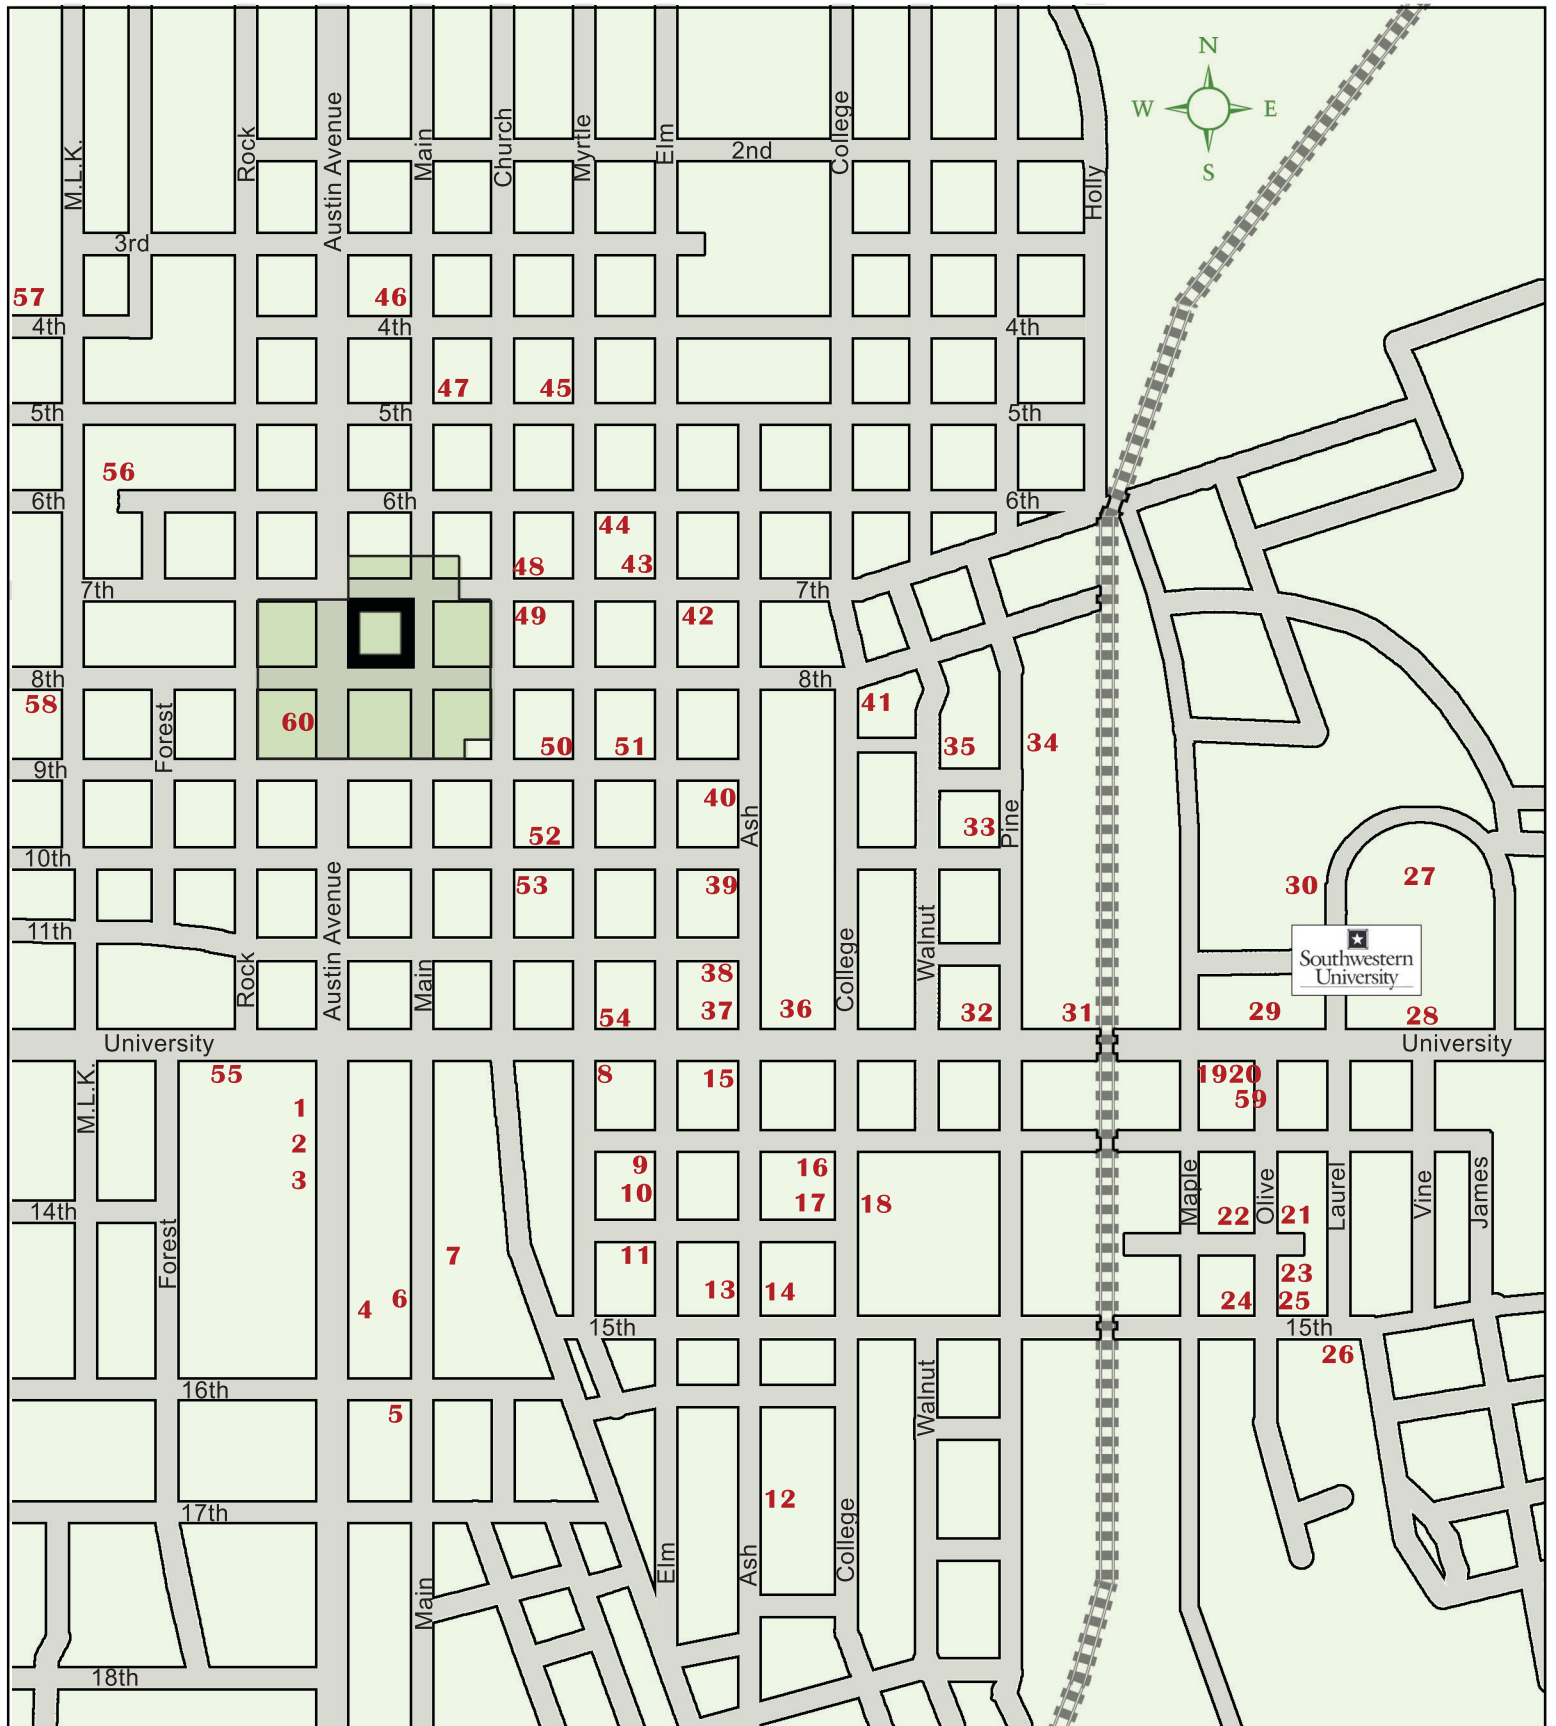 N
W E
S
M.L.K.
Rock
Austin Avenue
Main
Church
Myrtle
Elm
2nd
College
Holly
3rd
57
46
4th
4th
4th
47
45
5th
5th
5th
56
6th
6th
6th
44
48
43
7th
7th
49
42
8th
8th
58
Forest
60
41
50
51
35
34
9th
40
Ash
52
33
Pine
10th
53
39
30
27
11th
Rock
Austin Avenue
Main
College
Walnut
Southwestern
University
38
37
36
54
32
31
29
28
University
University
55
M.L.K.
8
15
19
20
59
1
2
3
9
10
16
17
18
Maple
Olive
Laurel
Vine
James
22
21
14th
Forest
7
11
13
14
23
4
6
24
25
15th
15th
26
16th
5
Walnut
12
17th
Main
Elm
Ash
College
18th